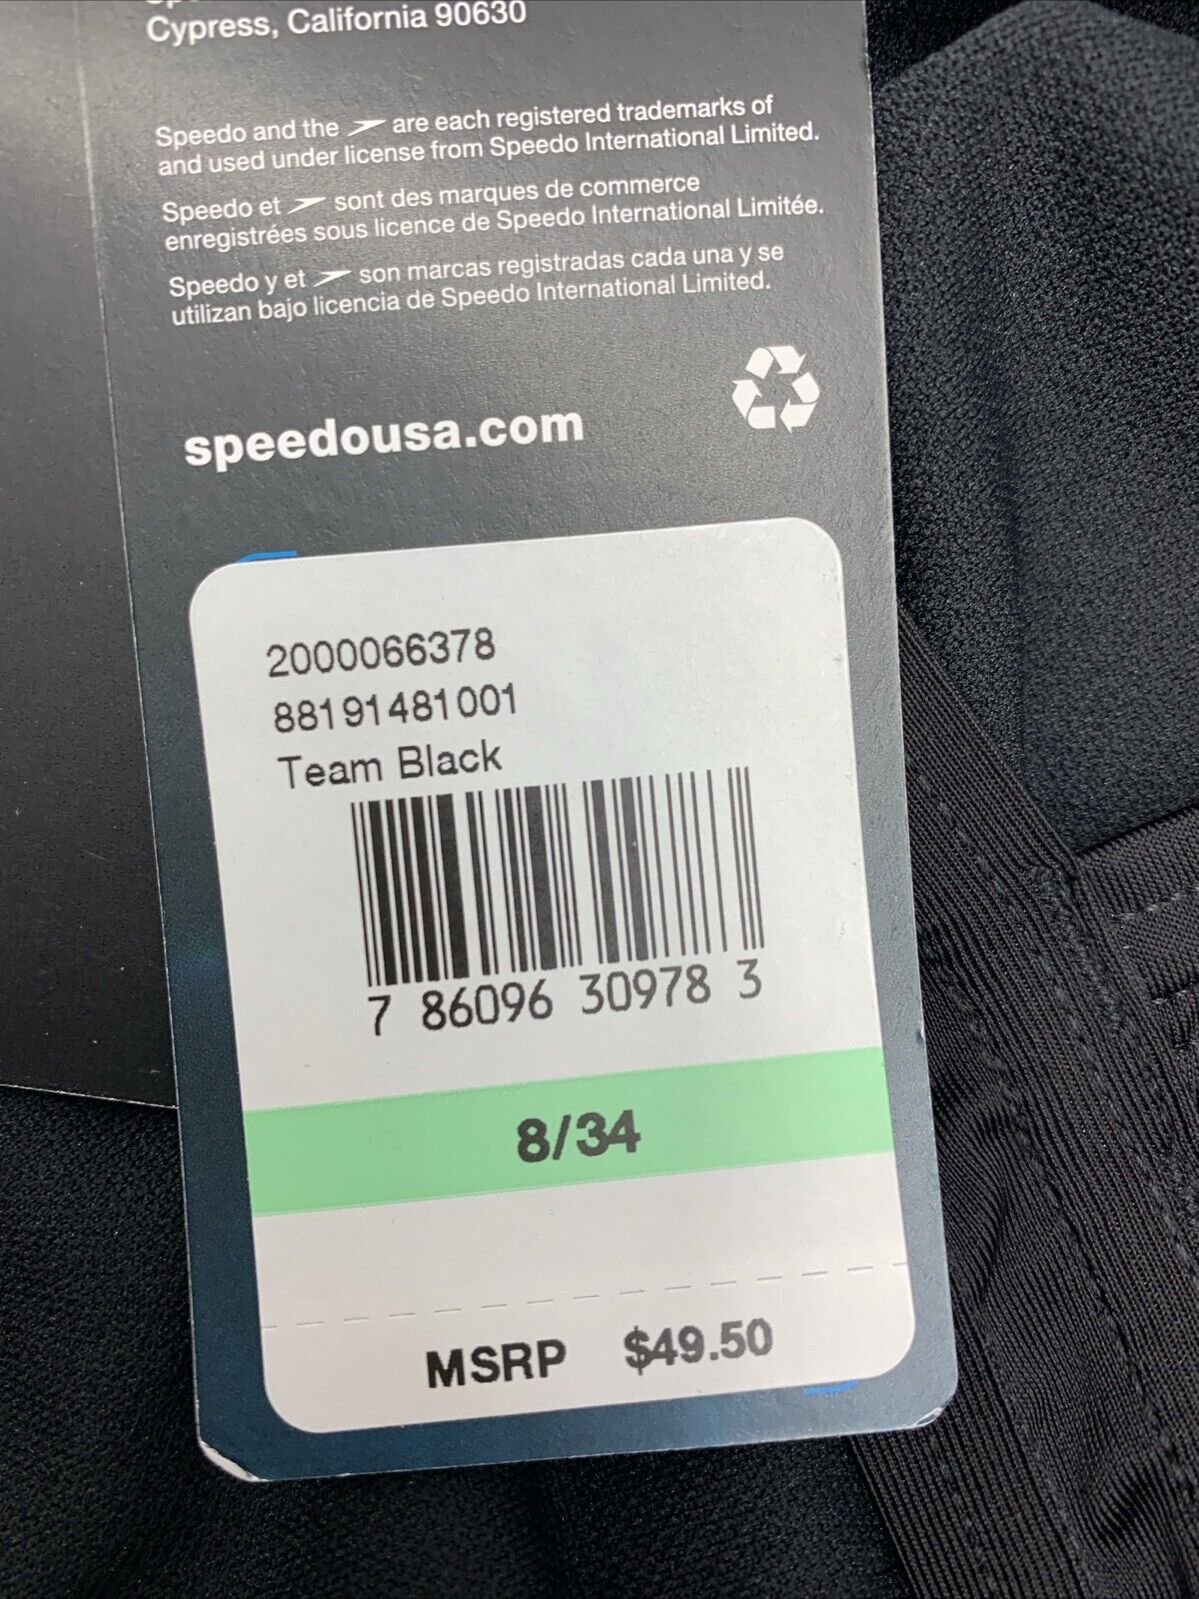 Cypress, California 90630
Speedo and the are each registered trademarks of
and used under license from Speedo International Limited.
Speedo et sont des marques de commerce
enregistrées sous licence de Speedo International Limitée.
Speedo y et son marcas registradas cada una y se
utilizan bajo licencia de Speedo International Limited.
speedousa.com
2000066378
88191481001
Team Black
7 86096 30978 3
8/34
MSRP $49.50